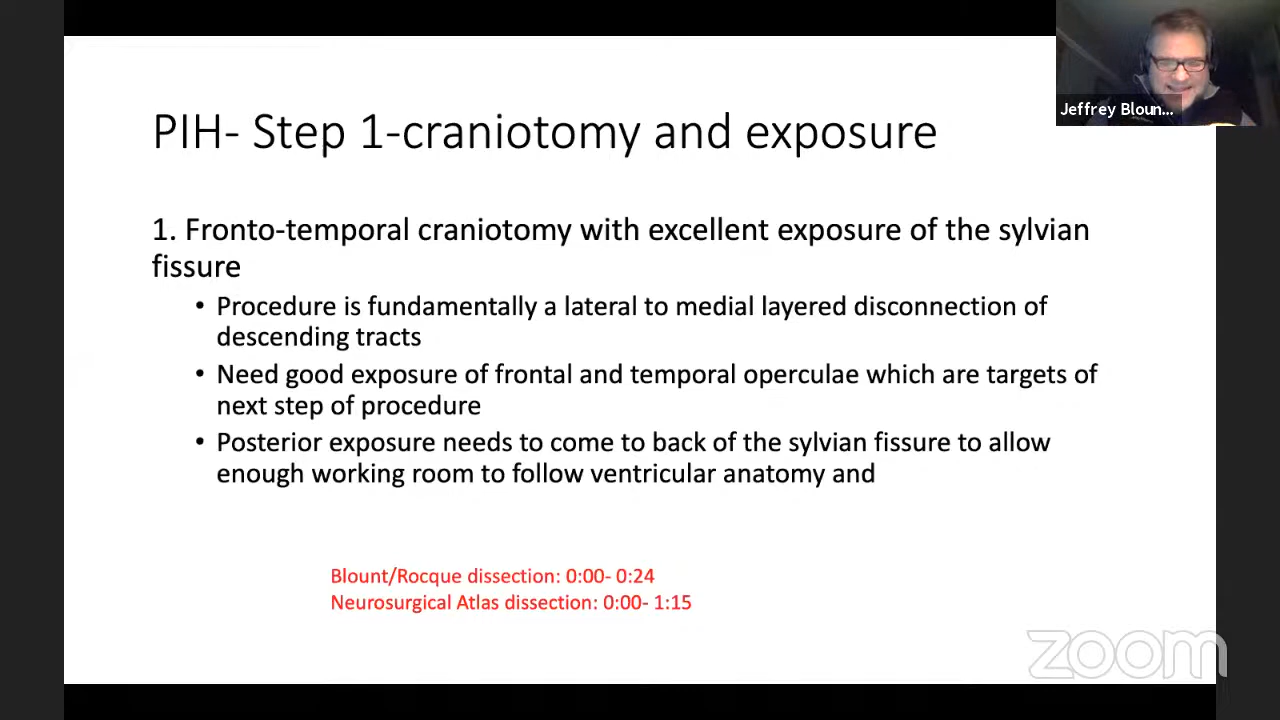 Jeffrey Bloun...
PIH- Step 1-craniotomy and exposure
1. Fronto-temporal craniotomy with excellent exposure of the sylvian
fissure
• Procedure is fundamentally a lateral to medial layered disconnection of
descending tracts
• Need good exposure of frontal and temporal operculae which are targets of
next step of procedure
• Posterior exposure needs to come to back of the sylvian fissure to allow
enough working room to follow ventricular anatomy and
Blount/Rocque dissection: 0:00- 0:24
Neurosurgical Atlas dissection: 0:00- 1:15
zoom